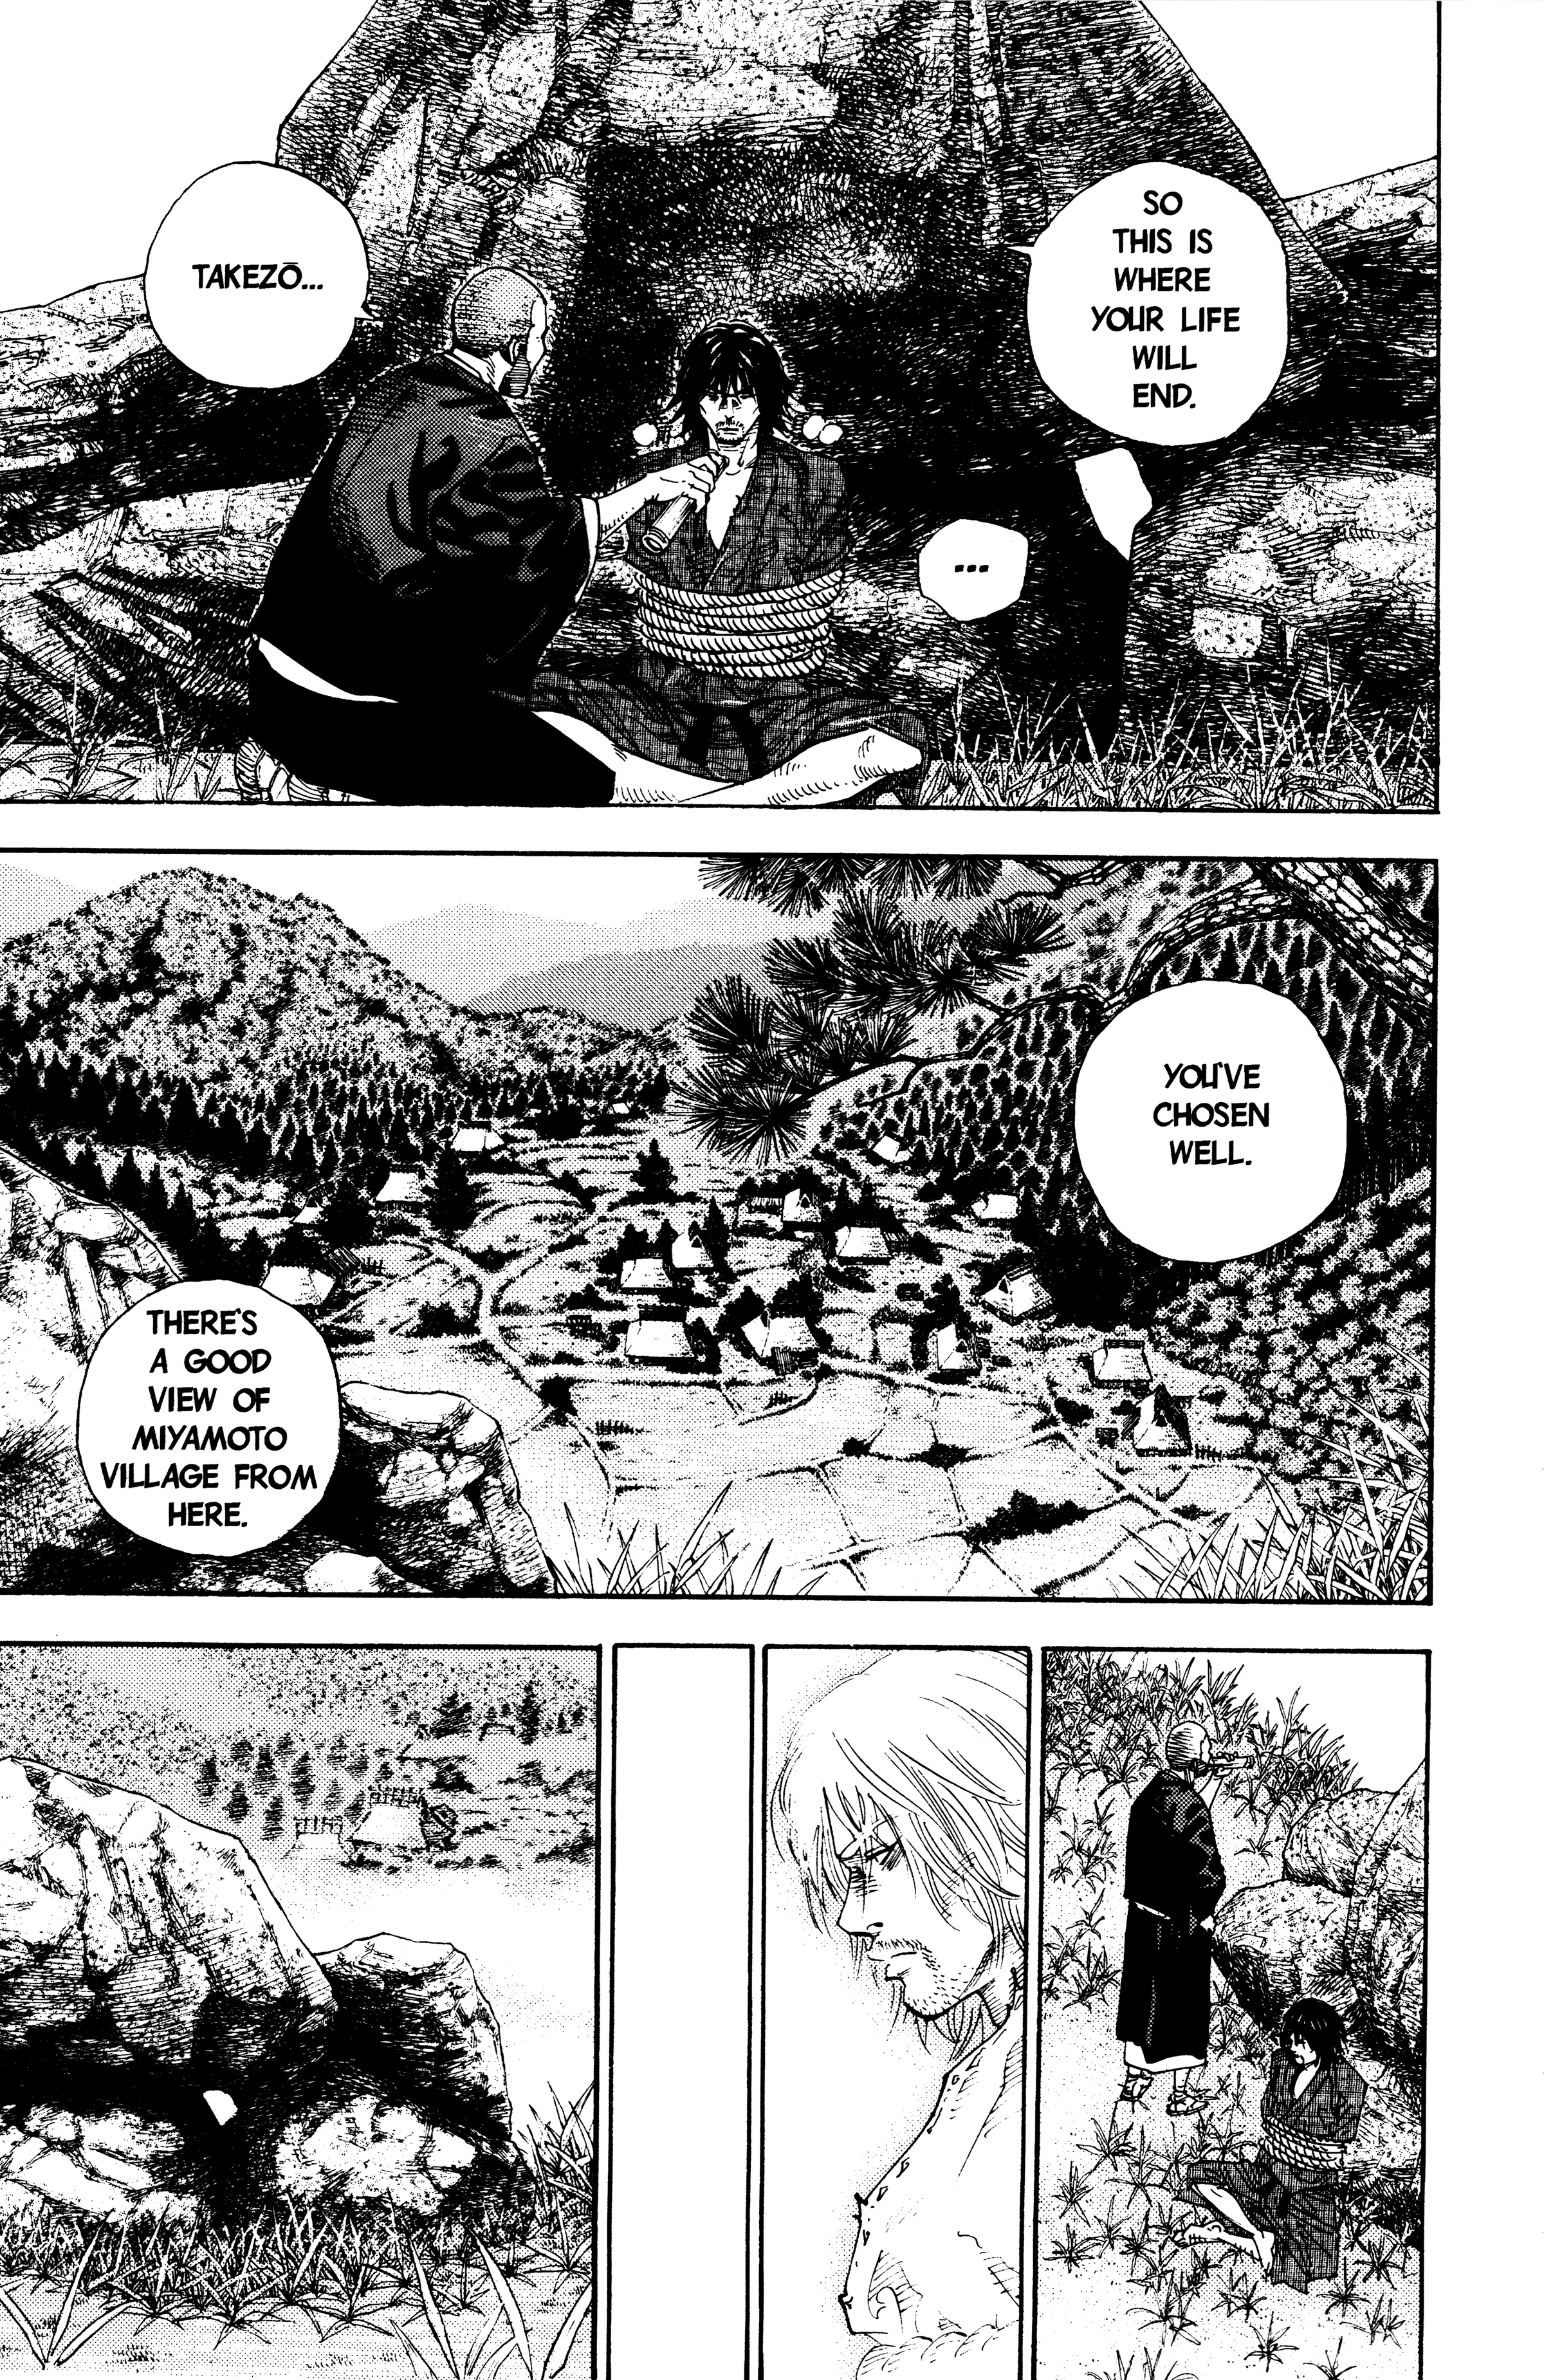 SO
THIS IS
WHERE
YOUR LIFE
WILL
END.
TAKEZŌ...
...
YOU'VE
CHOSEN
WELL.
THERE'S
A GOOD
VIEW OF
MIYAMOTO
VILLAGE FROM
HERE.